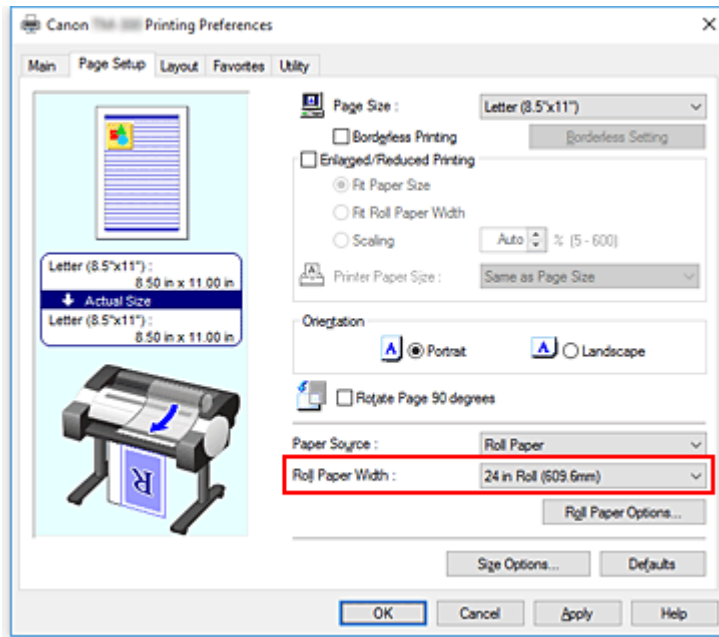 Canon Printing Preferences
Main Page Setup Layout Favorites Utility
Page Size : Letter (8.5"x11")
Borderless Printing Borderless Setting
Enlarged/Reduced Printing
Fit Paper Size
Fit Roll Paper Width
Scaling Auto % (5 - 600)
Printer Paper Size : Same as Page Size
Letter (8.5"x11") :
8.50 in x 11.00 in
Actual Size
Letter (8.5"x11") :
8.50 in x 11.00 in
Orientation
A Portrait A Landscape
Rotate Page 90 degrees
R
Paper Source : Roll Paper
Roll Paper Width : 24 in Roll (609.6mm)
Roll Paper Options...
Size Options... Defaults
OK Cancel Apply Help